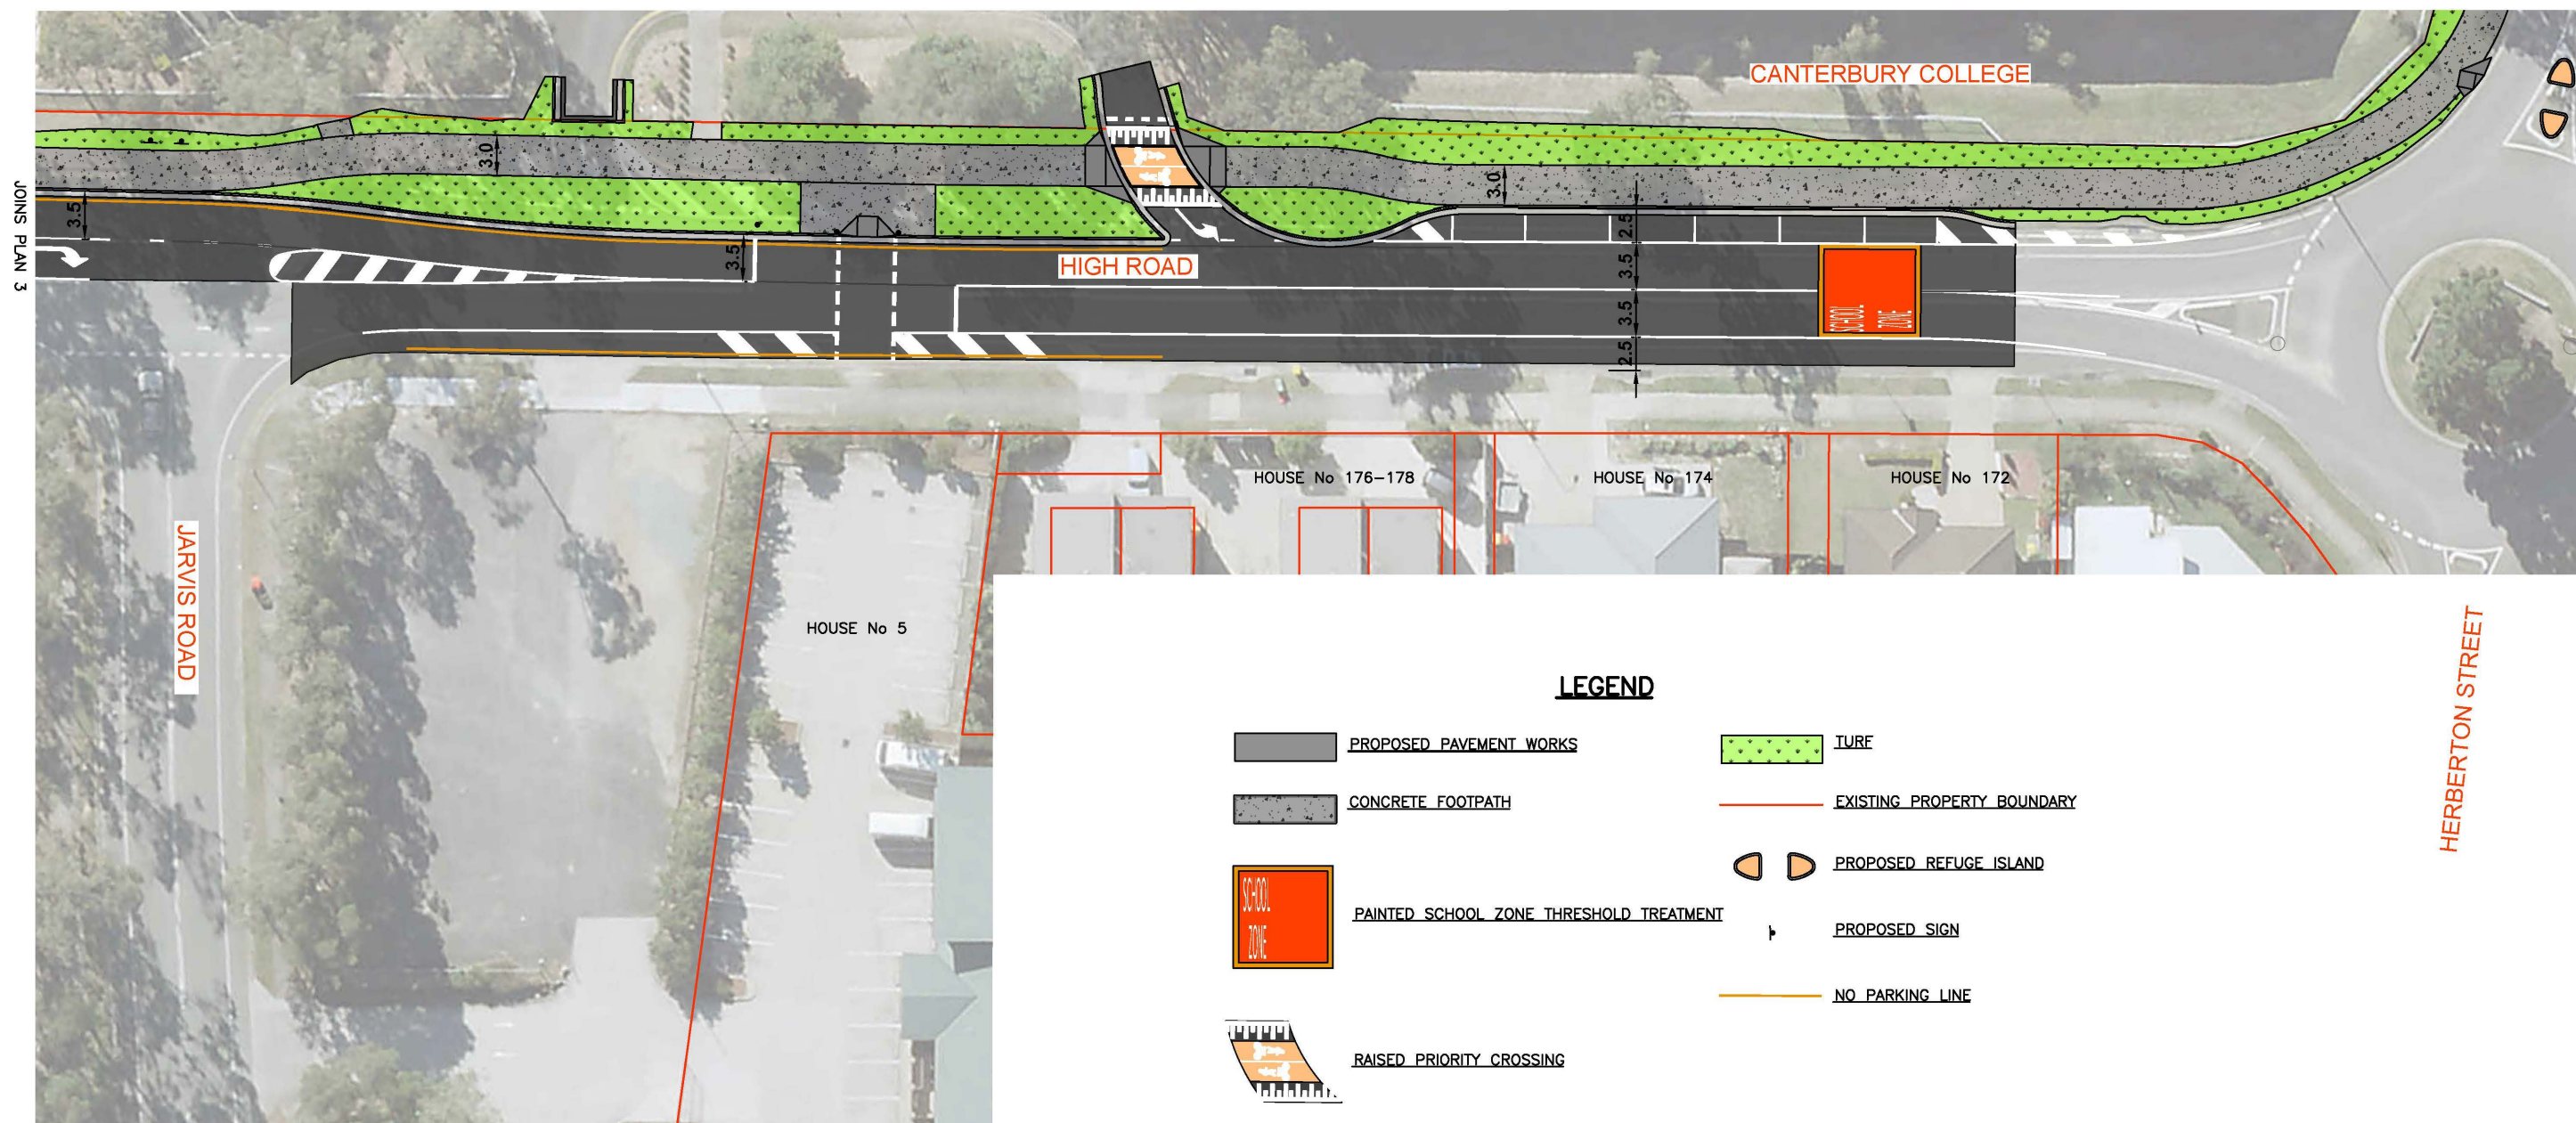 CANTERBURY COLLEGE
3.0
3.0
3.5
JOINS PLAN 3
3.5
HIGH ROAD
2.5
3.5
3.5
2.5
SCHOOL
ZONE
HOUSE No 176-178
HOUSE No 174
HOUSE No 172
JARVIS ROAD
HOUSE No 5
HERBERTON STREET
LEGEND
PROPOSED PAVEMENT WORKS
TURF
CONCRETE FOOTPATH
EXISTING PROPERTY BOUNDARY
PROPOSED REFUGE ISLAND
SCHOOL
ZONE
PAINTED SCHOOL ZONE THRESHOLD TREATMENT
PROPOSED SIGN
NO PARKING LINE
RAISED PRIORITY CROSSING